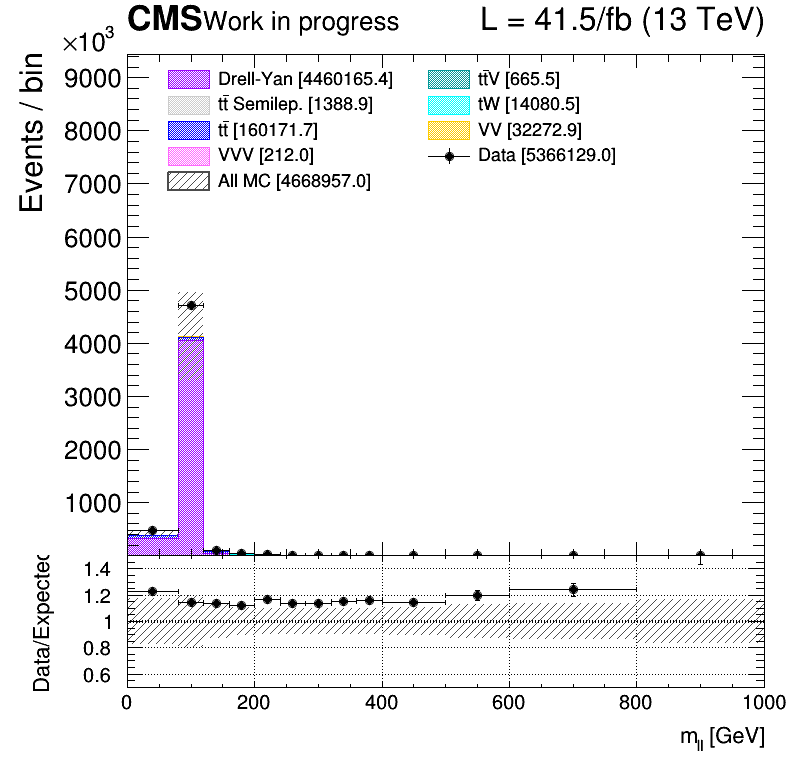 CMS Work in progress L = 41.5/fb (13 TeV)
×10³
Events / bin
9000
8000
7000
6000
5000
4000
3000
2000
1000
Drell-Yan [4460165.4]
tt̄ Semilep. [1388.9]
tt̄ [160171.7]
VVV [212.0]
All MC [4668957.0]
tt̄V [665.5]
tW [14080.5]
VV [32272.9]
Data [5366129.0]
Data/Expected
1.4
1.2
1
0.8
0.6
0 200 400 600 800 1000
m_ll [GeV]